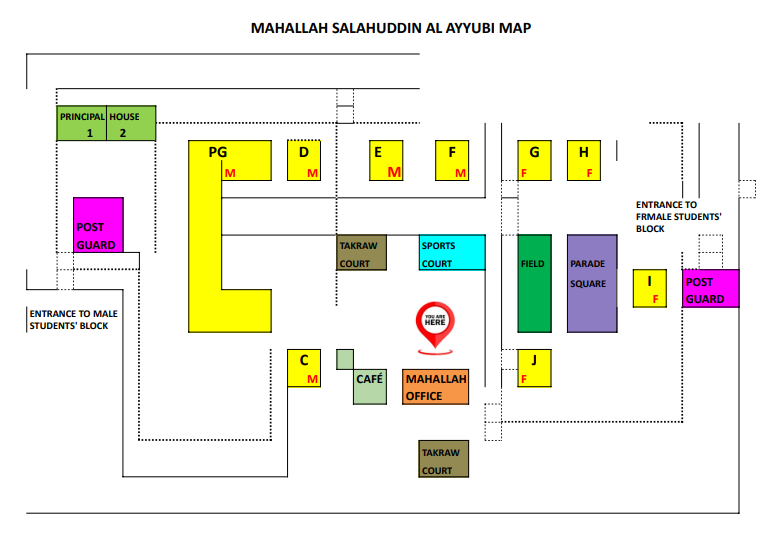 MAHALLAH SALAHUDDIN AL AYYUBI MAP
PRINCIPAL HOUSE
1 2
PG
M
D
M
E
M
F
M
G
F
H
F
POST
GUARD
ENTRANCE TO
FRMALE STUDENTS'
BLOCK
TAKRAW
COURT
SPORTS
COURT
FIELD
PARADE
SQUARE
I
F
POST
GUARD
ENTRANCE TO MALE
STUDENTS' BLOCK
YOU ARE
HERE
C
M
CAFÉ
MAHALLAH
OFFICE
J
F
TAKRAW
COURT